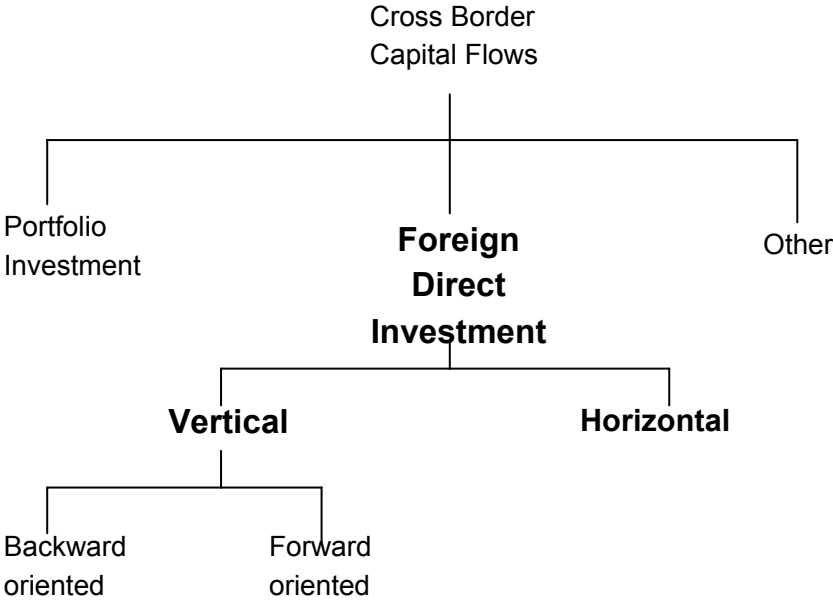 Cross Border
Capital Flows
Portfolio
Investment
Foreign
Direct
Investment
Other
Vertical
Horizontal
Backward
oriented
Forward
oriented